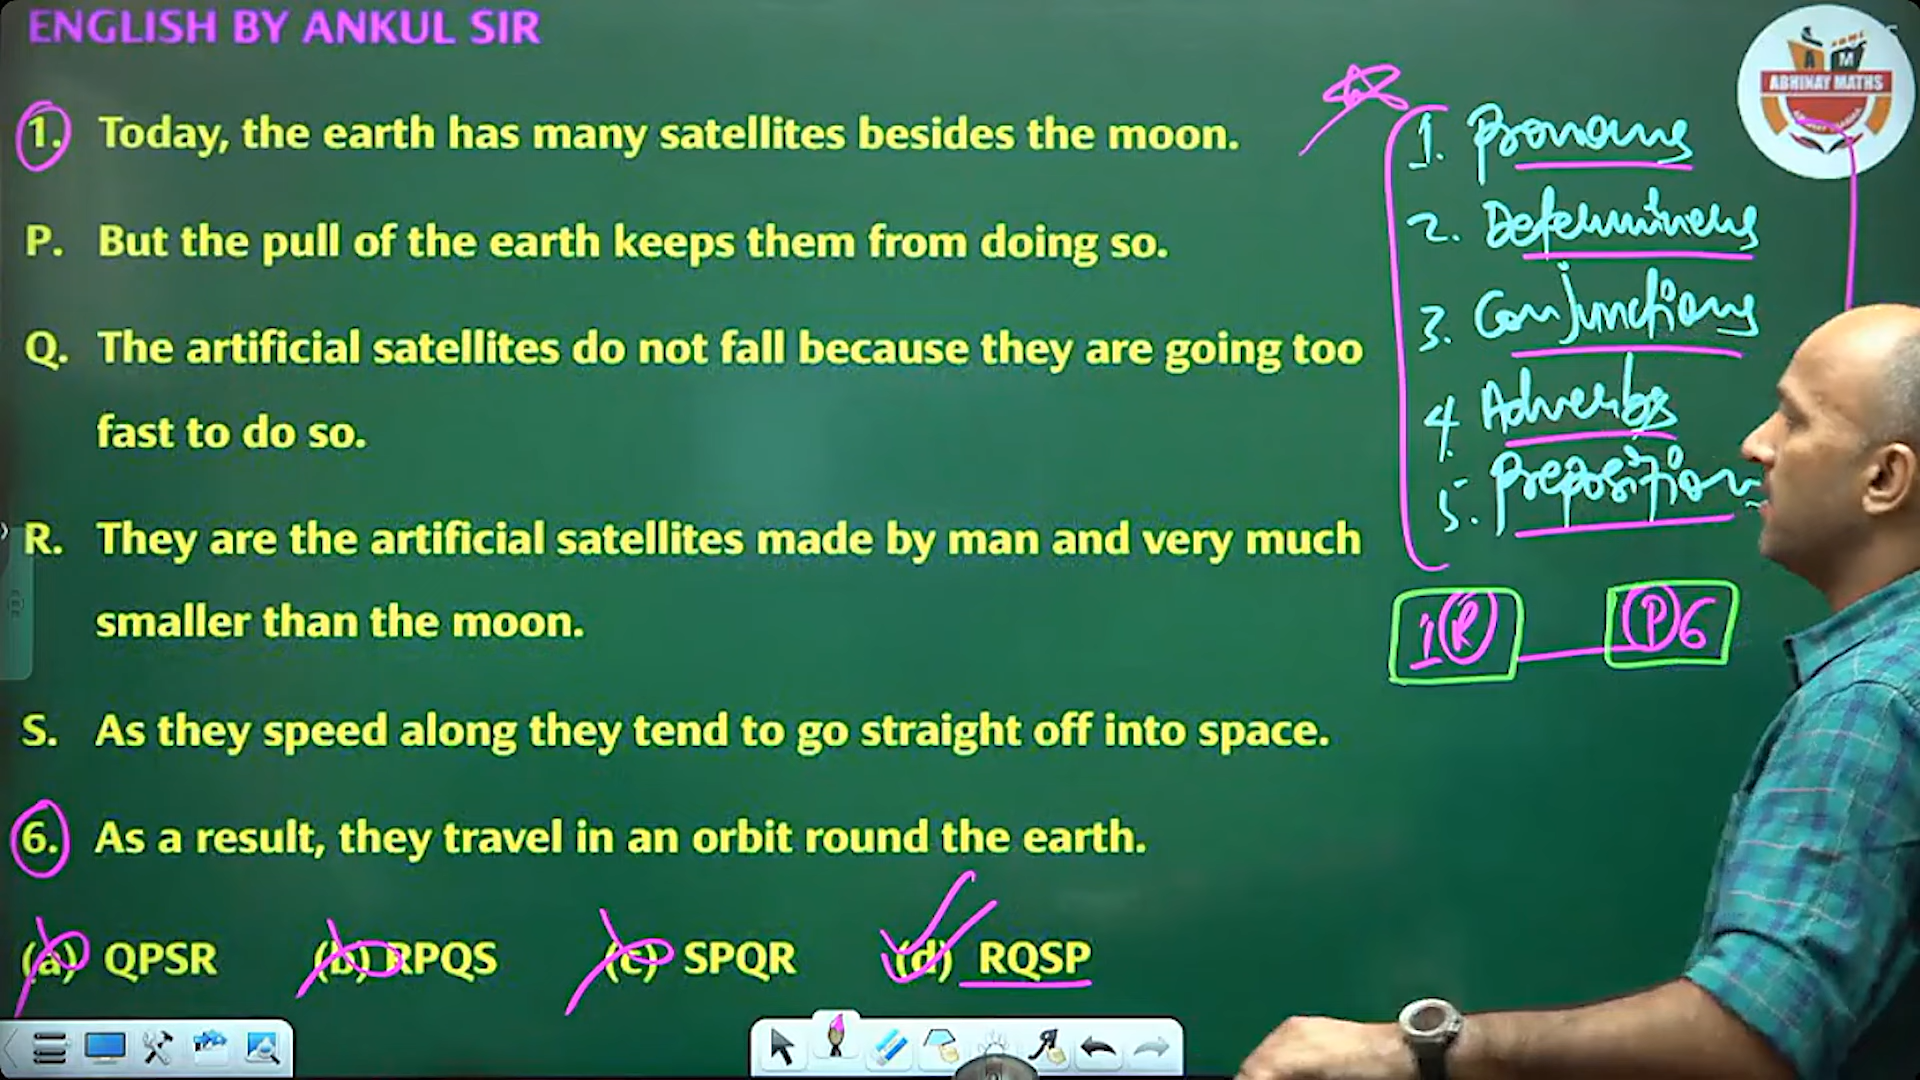 ENGLISH BY ANKUL SIR
1. Today, the earth has many satellites besides the moon.
P. But the pull of the earth keeps them from doing so.
Q. The artificial satellites do not fall because they are going too
fast to do so.
R. They are the artificial satellites made by man and very much
smaller than the moon.
S. As they speed along they tend to go straight off into space.
6. As a result, they travel in an orbit round the earth.
(a) QPSR (b) RPQS (c) SPQR (d) RQSP
1. Pronouns
2. Determiners
3. Conjunctions
4. Adverbs
5. Preposition
1 R P 6
A M
ABHINAY MATHS